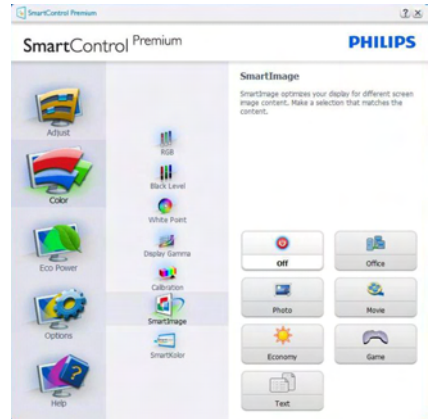 SmartControl Premium
SmartControl Premium
PHILIPS
Adjust
Color
Eco Power
Options
Help
RGB
Black Level
White Point
Display Gamma
Calibration
SmartImage
SmartKolor
SmartImage
SmartImage optimizes your display for different screen
image content. Make a selection that matches the
content.
Off
Office
Photo
Movie
Economy
Game
Text